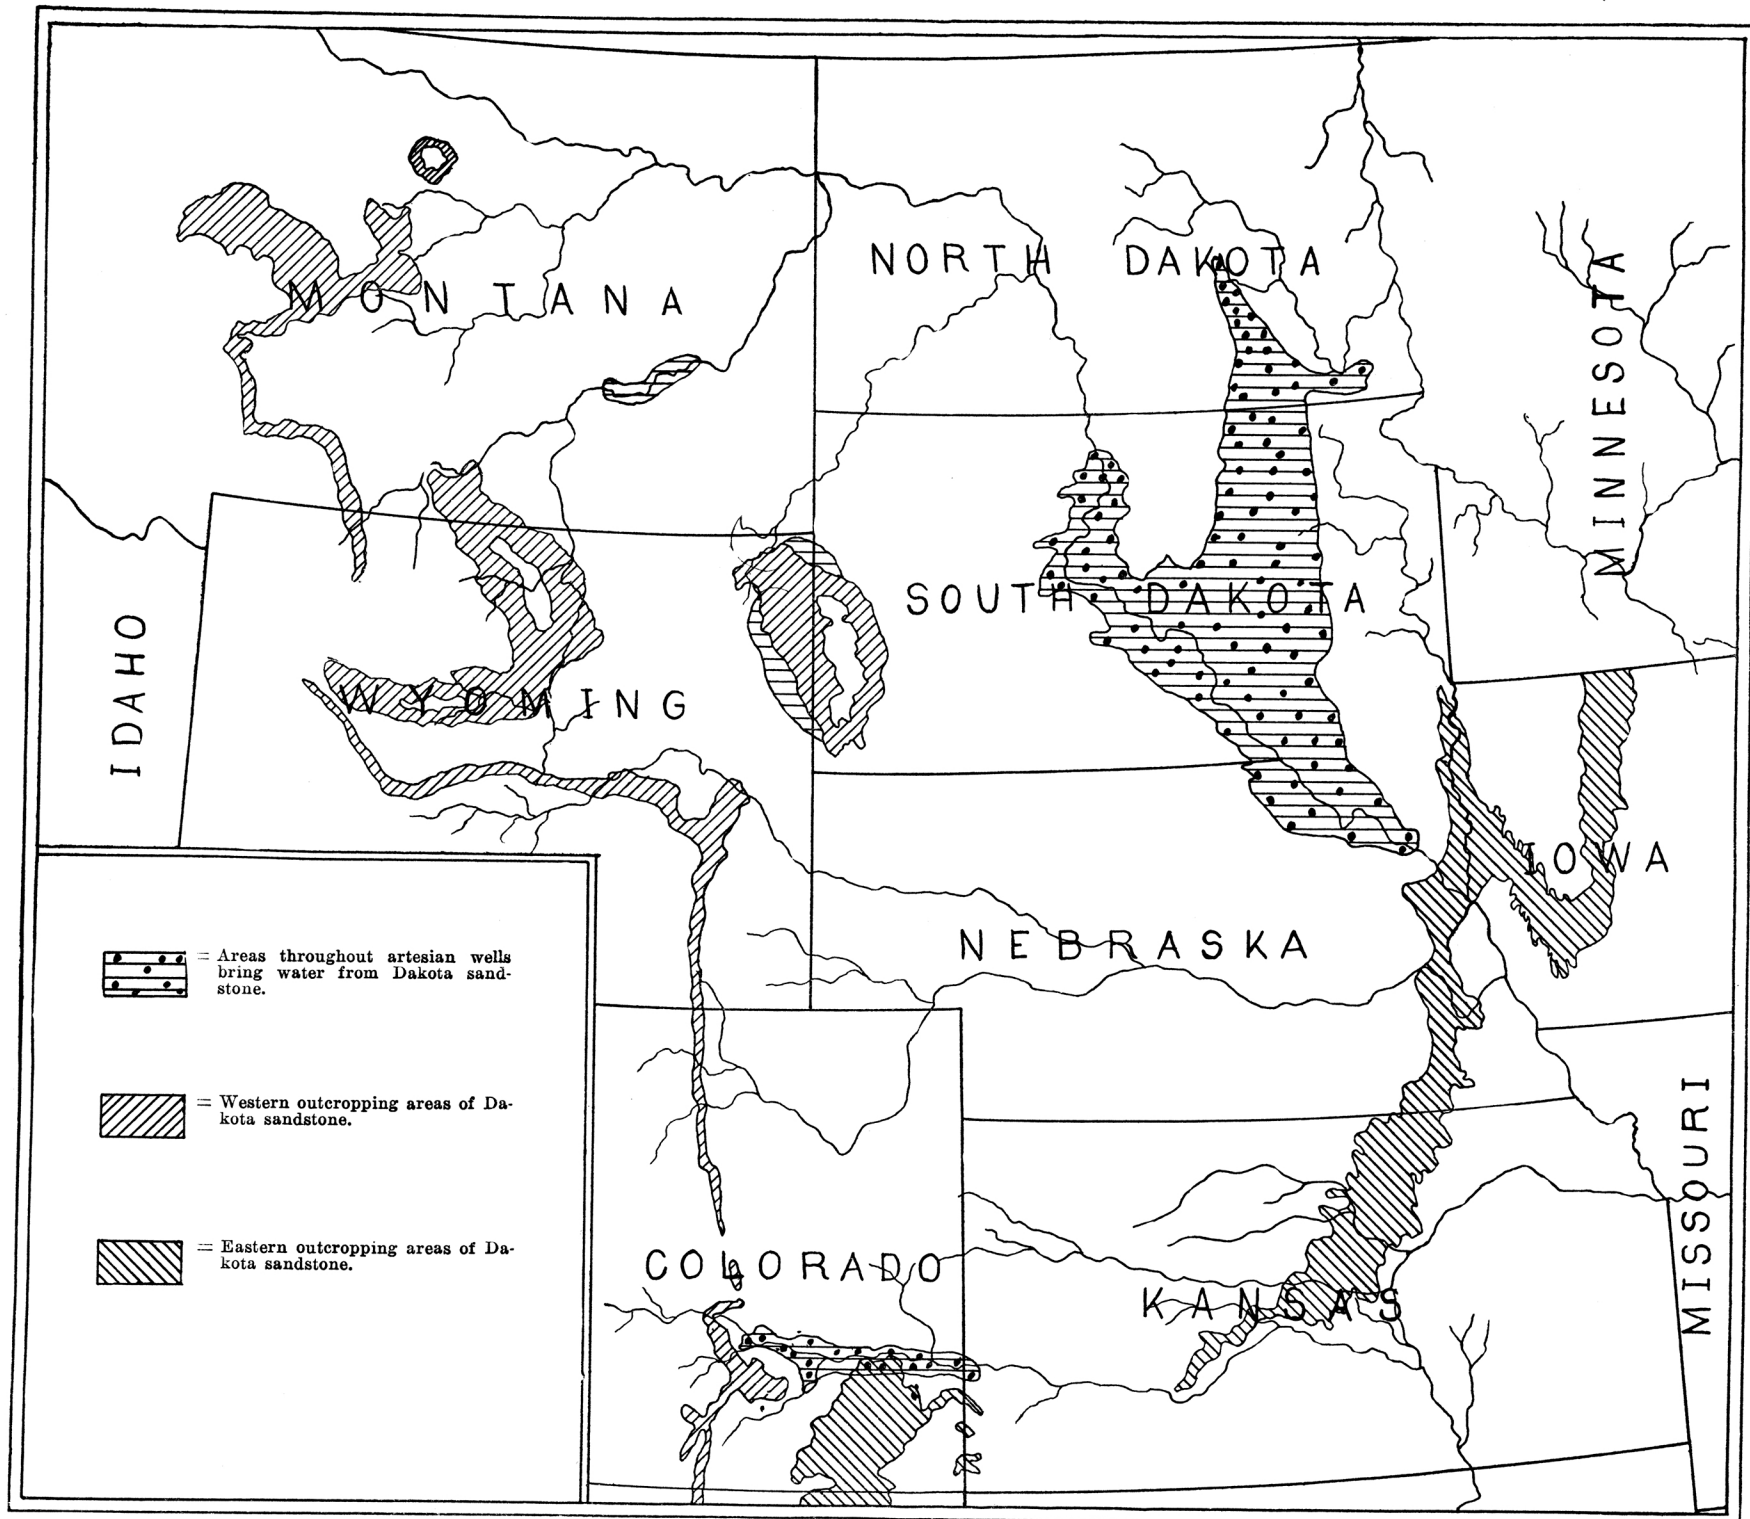 NORTH DAKOTA
MONTANA
MINNESOTA
SOUTH DAKOTA
IDAHO
WYOMING
IOWA
NEBRASKA
= Areas throughout artesian wells
bring water from Dakota sand-
stone.
= Western outcropping areas of Da-
kota sandstone.
= Eastern outcropping areas of Da-
kota sandstone.
COLORADO
KANSAS
MISSOURI